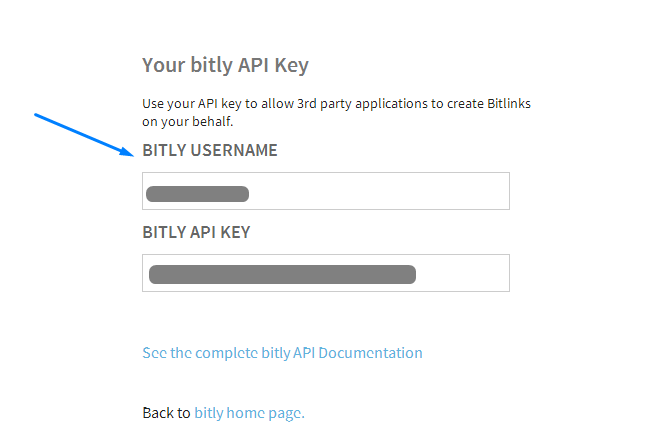 Your bitly API Key
Use your API key to allow 3rd party applications to create Bitlinks
on your behalf.
BITLY USERNAME
BITLY API KEY
See the complete bitly API Documentation
Back to bitly home page.